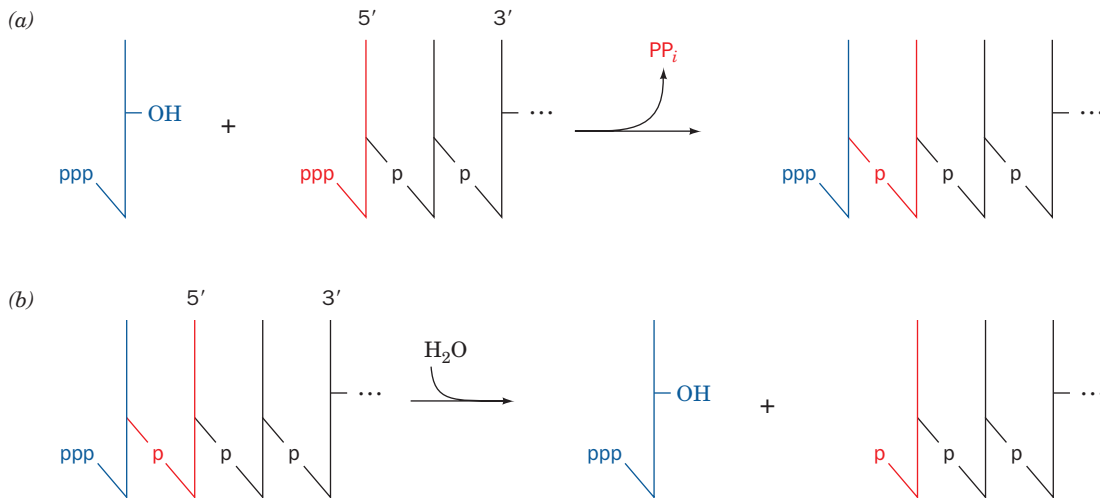 (a)
5′ 3′
PPi
OH + ...
ppp ppp p p ppp p p p
...
(b)
5′ 3′
H2O
... OH + ...
ppp p p p ppp p p p